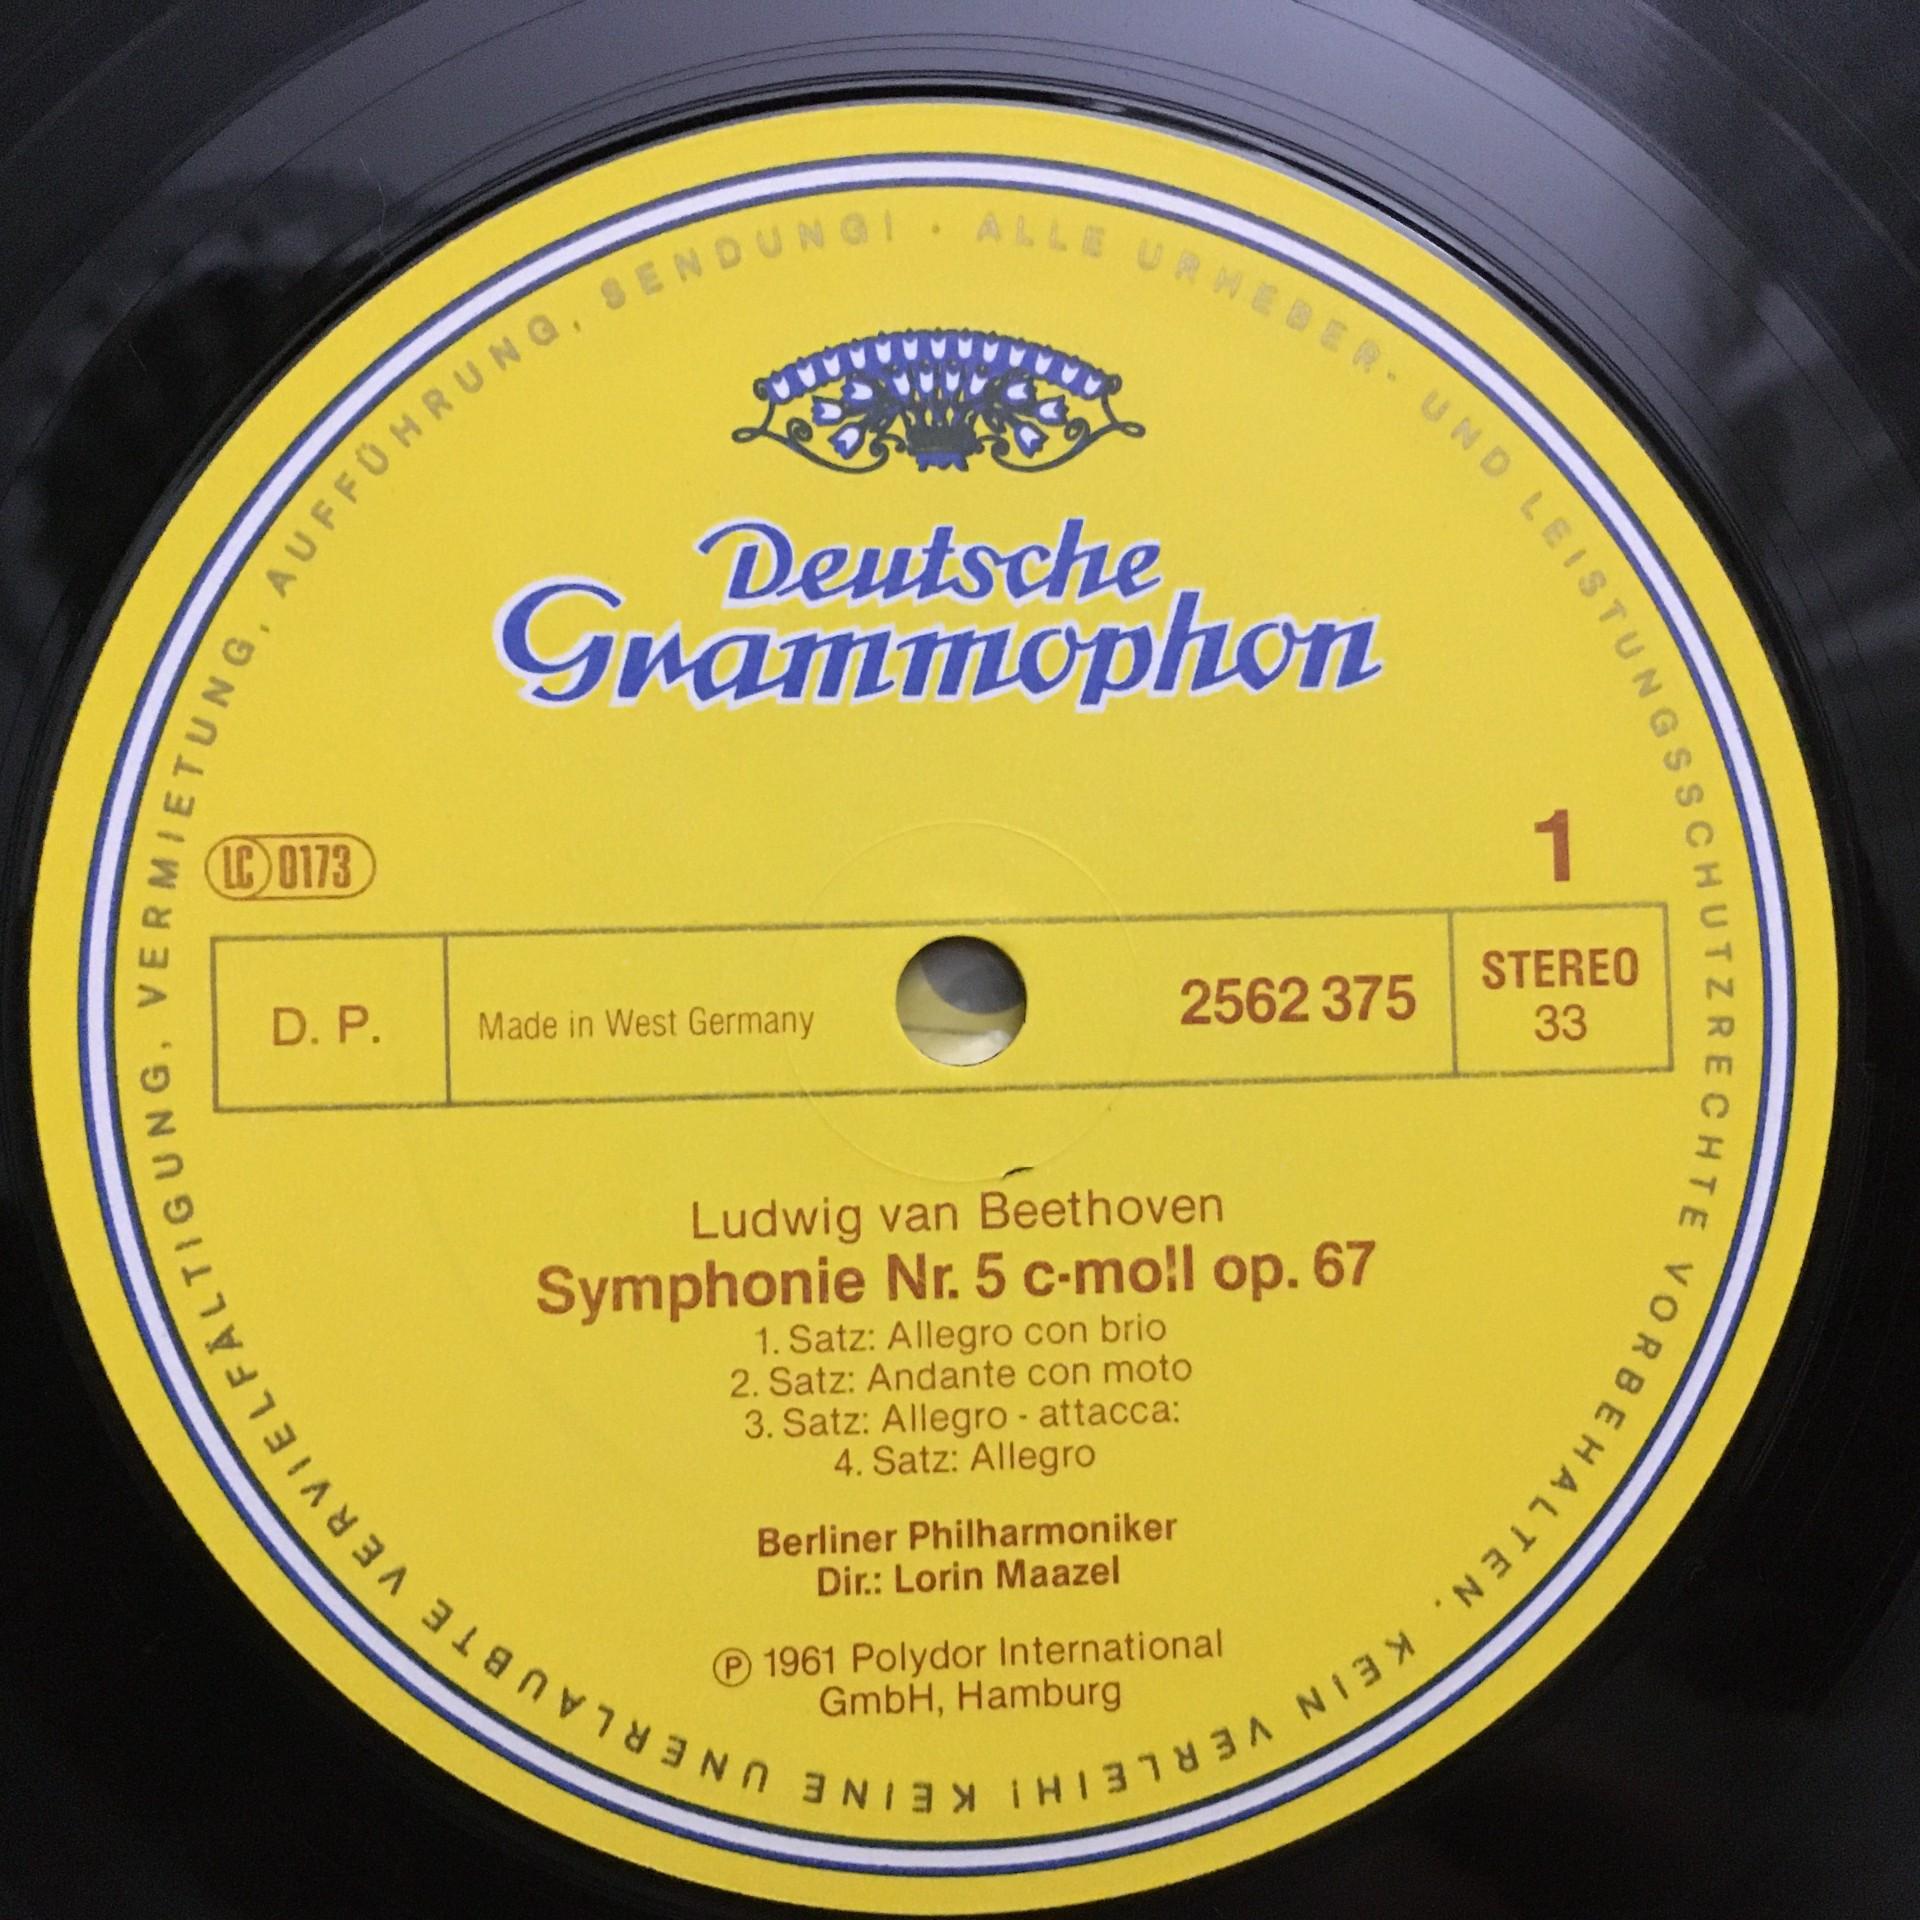 ALLE URHEBER- UND LEISTUNGSSCHUTZRECHTE VORBEHALTEN. KEIN VERLEIH! KEINE UNERLAUBTE VERVIELFÄLTIGUNG, VERMIETUNG, AUFFÜHRUNG, SENDUNG! ·
Deutsche
Grammophon
LC 0173
1
D. P.
Made in West Germany
2562 375
STEREO
33
Ludwig van Beethoven
Symphonie Nr. 5 c-moll op. 67
1. Satz: Allegro con brio
2. Satz: Andante con moto
3. Satz: Allegro - attacca:
4. Satz: Allegro
Berliner Philharmoniker
Dir.: Lorin Maazel
Ⓟ 1961 Polydor International
GmbH, Hamburg